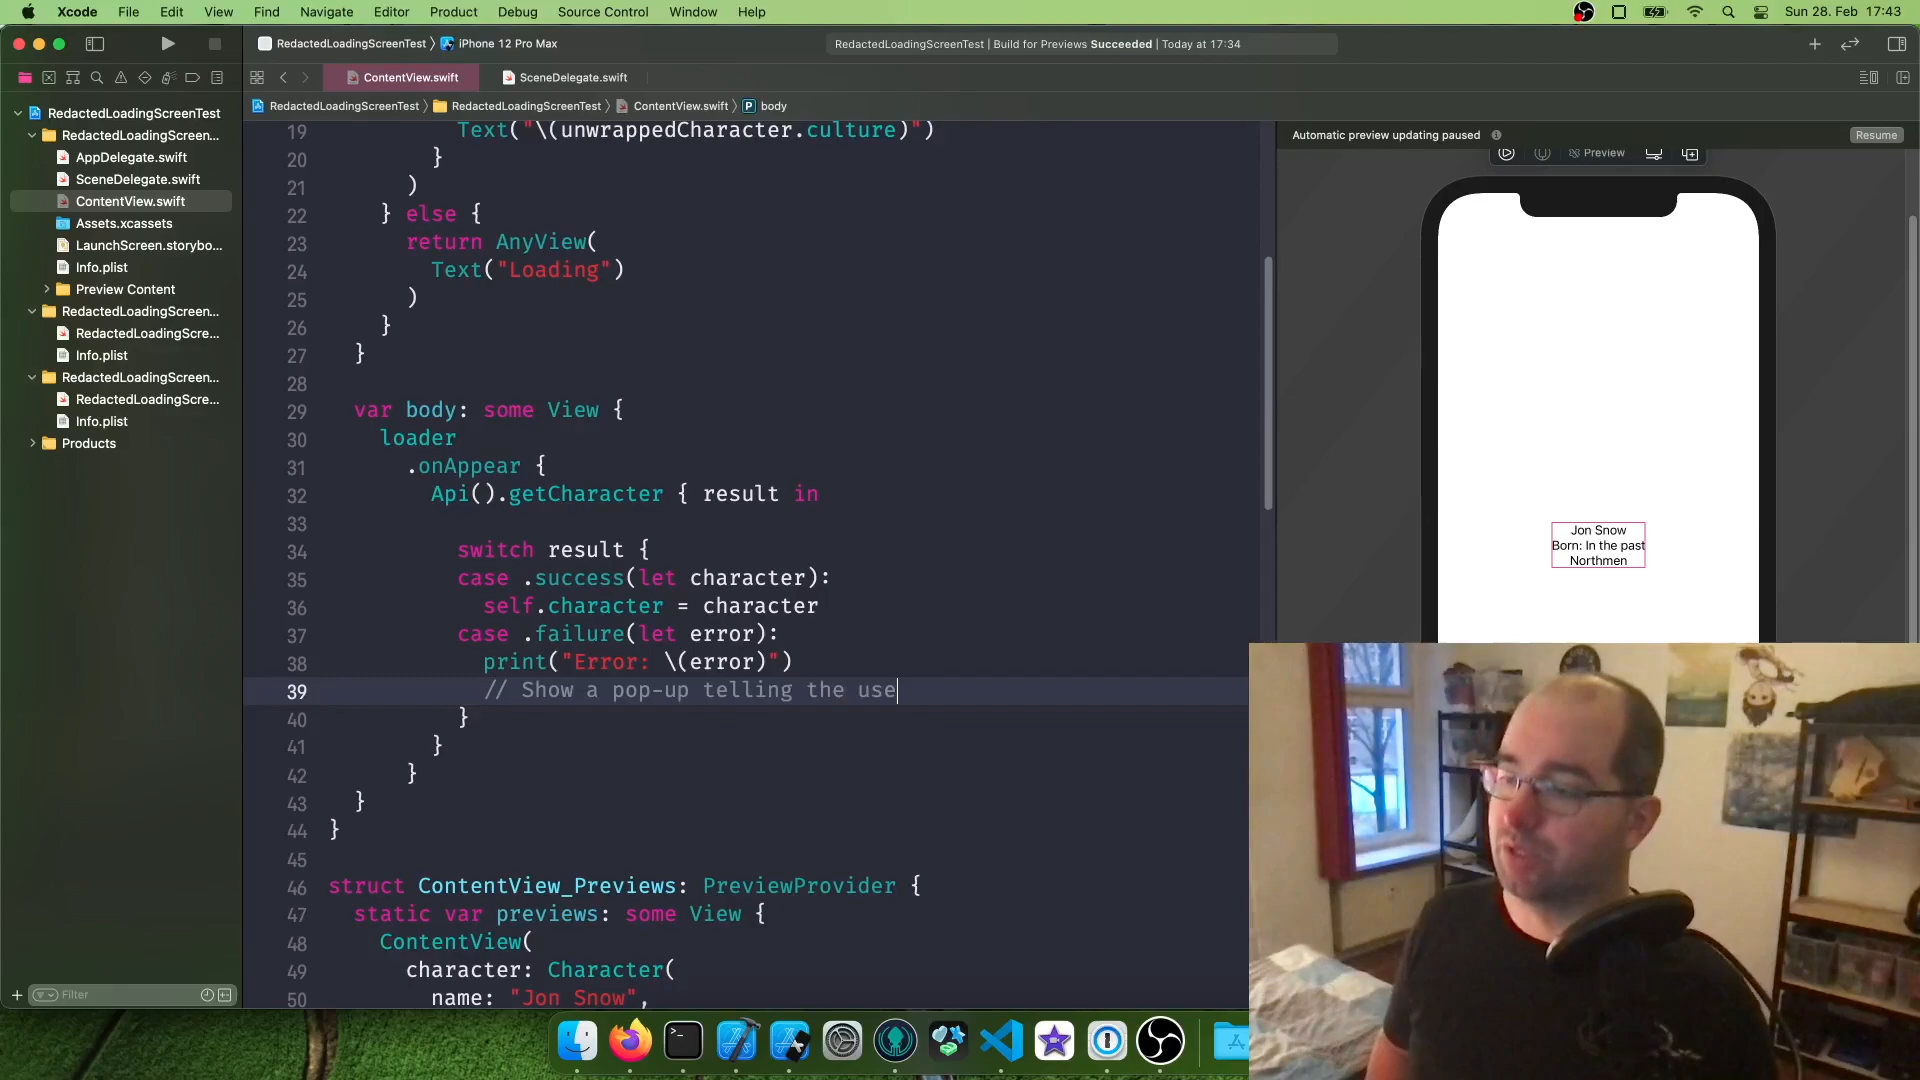 Xcode File Edit View Find Navigate Editor Product Debug Source Control Window Help Sun 28. Feb 17:43
RedactedLoadingScreenTest iPhone 12 Pro Max RedactedLoadingScreenTest | Build for Previews Succeeded | Today at 17:34
ContentView.swift SceneDelegate.swift
RedactedLoadingScreenTest RedactedLoadingScreenTest ContentView.swift P body
RedactedLoadingScreenTest
RedactedLoadingScreen...
AppDelegate.swift
SceneDelegate.swift
ContentView.swift
Assets.xcassets
LaunchScreen.storybo...
Info.plist
Preview Content
RedactedLoadingScreen...
RedactedLoadingScre...
Info.plist
RedactedLoadingScreen...
RedactedLoadingScre...
Info.plist
Products
Filter
19 Text("\(unwrappedCharacter.culture)")
20 }
21 )
22 } else {
23 return AnyView(
24 Text("Loading")
25 )
26 }
27 }
28
29 var body: some View {
30 loader
31 .onAppear {
32 Api().getCharacter { result in
33
34 switch result {
35 case .success(let character):
36 self.character = character
37 case .failure(let error):
38 print("Error: \(error)")
39 // Show a pop-up telling the use
40 }
41 }
42 }
43 }
44 }
45
46 struct ContentView_Previews: PreviewProvider {
47 static var previews: some View {
48 ContentView(
49 character: Character(
50 name: "Jon Snow",
Automatic preview updating paused Resume
Preview
Jon Snow
Born: In the past
Northmen